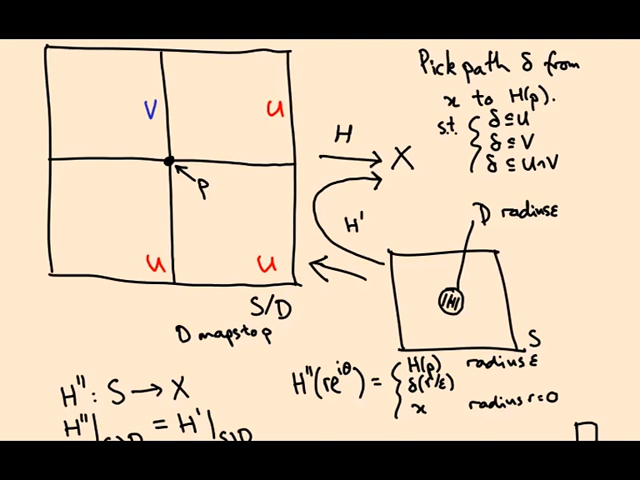 Pick path δ from
x to H(p).
s.t. { δ ⊆ U
δ ⊆ V
δ ⊆ U∩V
V
U
H
X
p
H'
D radius ε
U
U
S/D
D maps to p
S
H'' : S → X
H''(re^{iθ}) = { H(p) radius ε
δ(r/ε)
x radius r=0
H''|_{S\D} = H'|_{S\D}